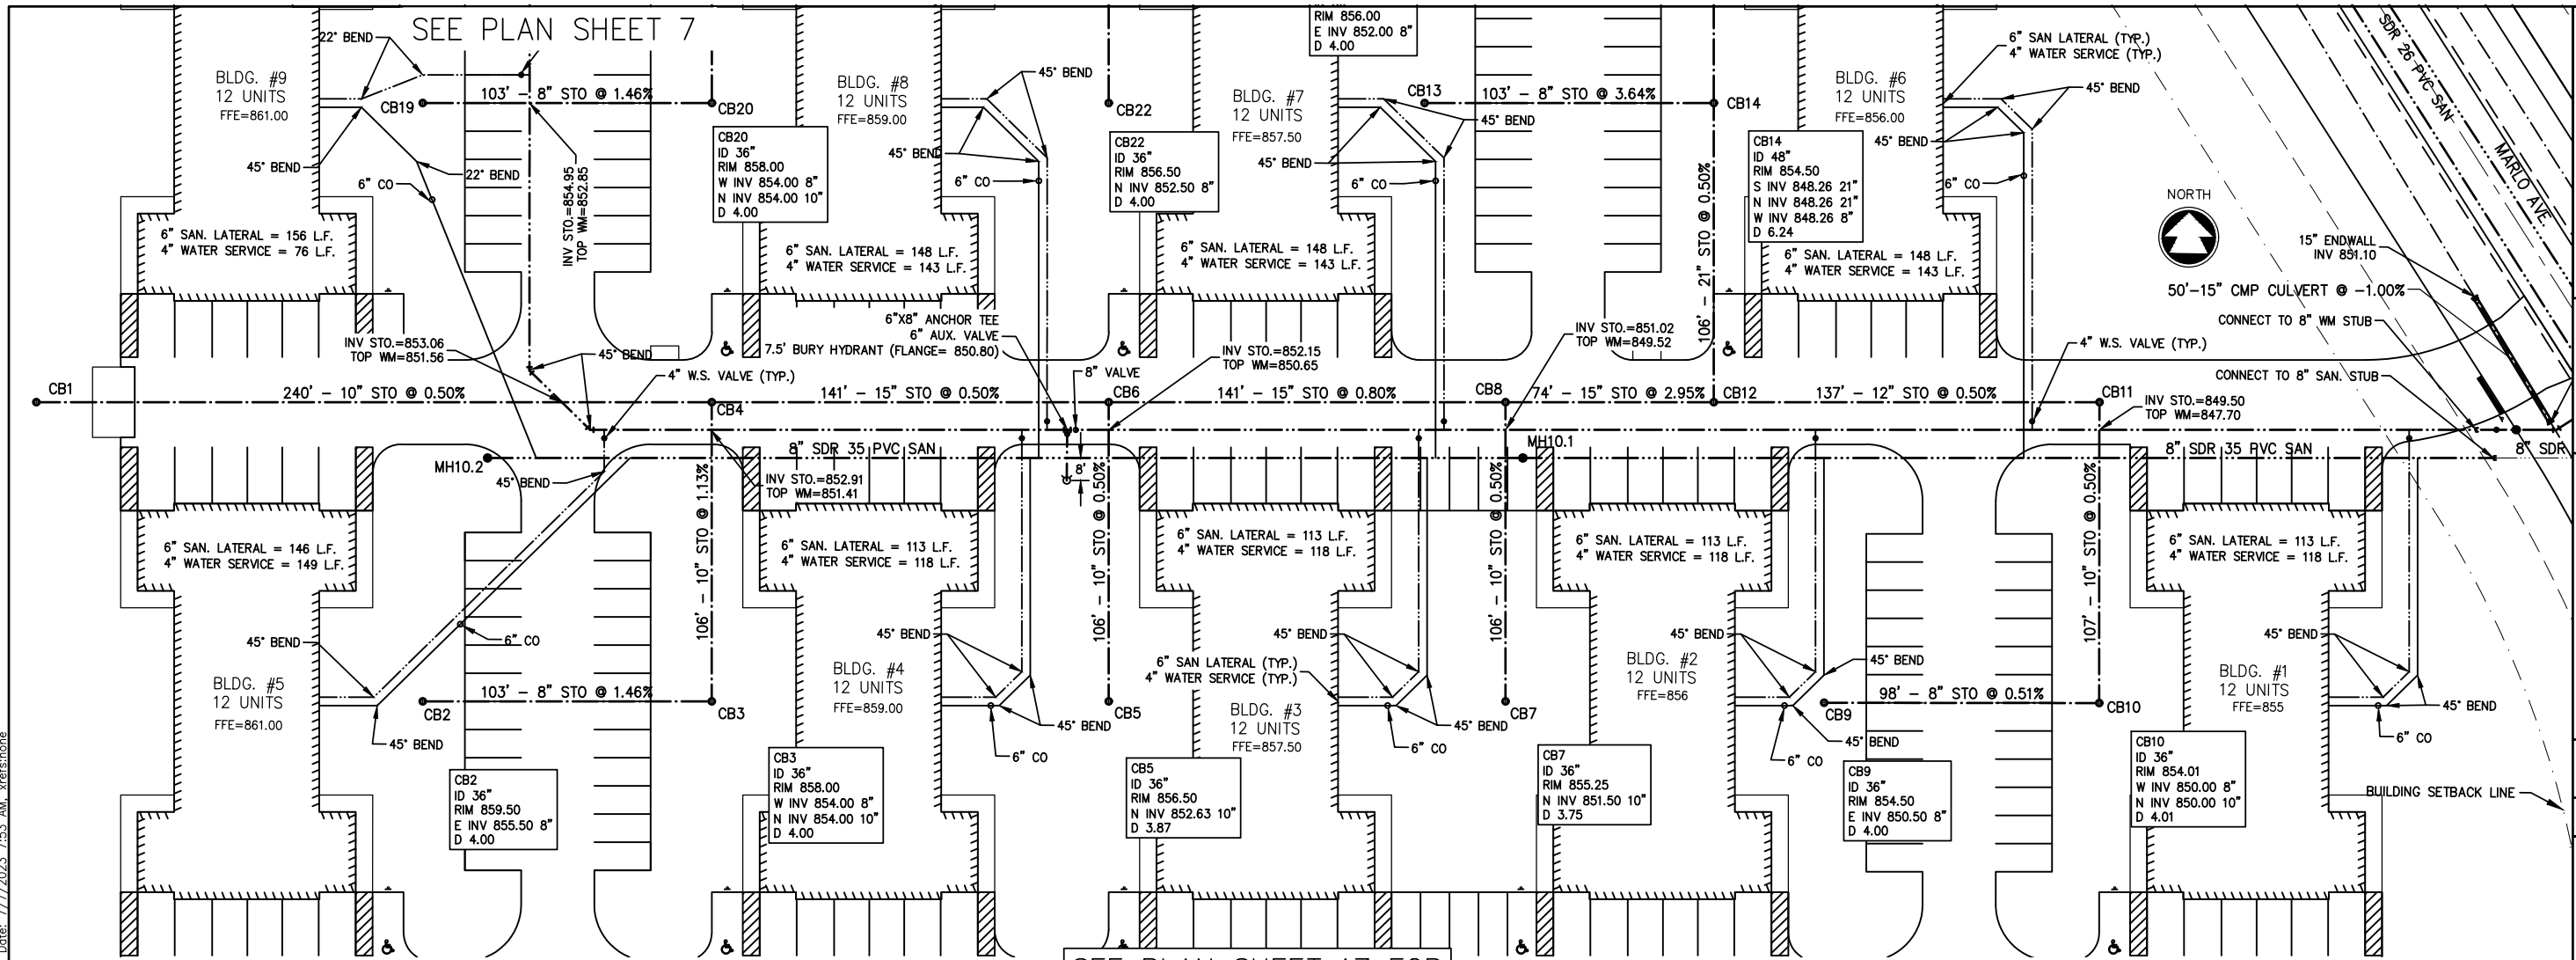 SEE PLAN SHEET 7
22° BEND
BLDG. #9
12 UNITS
FFE=861.00
CB19
103' - 8" STO @ 1.46%
CB20
45° BEND
22° BEND
6" CO
INV STO.=854.95
TOP WM=852.85
CB20
ID 36"
RIM 858.00
W INV 854.00 8"
N INV 854.00 10"
D 4.00
BLDG. #8
12 UNITS
FFE=859.00
45° BEND
45° BEND
6" CO
CB22
CB22
ID 36"
RIM 856.50
N INV 852.50 8"
D 4.00
BLDG. #7
12 UNITS
FFE=857.50
RIM 856.00
E INV 852.00 8"
D 4.00
CB13
103' - 8" STO @ 3.64%
CB14
45° BEND
45° BEND
6" CO
106' - 21" STO @ 0.50%
CB14
ID 48"
RIM 854.50
S INV 848.26 21"
N INV 848.26 21"
W INV 848.26 8"
D 6.24
BLDG. #6
12 UNITS
FFE=856.00
6" SAN LATERAL (TYP.)
4" WATER SERVICE (TYP.)
45° BEND
45° BEND
6" CO
SDR 26 PVC SAN
MARLO AVE
NORTH
15" ENDWALL
INV 851.10
50'-15" CMP CULVERT @ -1.00%
CONNECT TO 8" WM STUB
4" W.S. VALVE (TYP.)
CONNECT TO 8" SAN. STUB
6" SAN. LATERAL = 156 L.F.
4" WATER SERVICE = 76 L.F.
6" SAN. LATERAL = 148 L.F.
4" WATER SERVICE = 143 L.F.
6" SAN. LATERAL = 148 L.F.
4" WATER SERVICE = 143 L.F.
6" SAN. LATERAL = 148 L.F.
4" WATER SERVICE = 143 L.F.
INV STO.=853.06
TOP WM=851.56
45° BEND
4" W.S. VALVE (TYP.)
6"X8" ANCHOR TEE
6" AUX. VALVE
7.5' BURY HYDRANT (FLANGE= 850.80)
8" VALVE
INV STO.=852.15
TOP WM=850.65
INV STO.=851.02
TOP WM=849.52
CB1
240' - 10" STO @ 0.50%
CB4
141' - 15" STO @ 0.50%
CB6
141' - 15" STO @ 0.80%
CB8
74' - 15" STO @ 2.95%
CB12
137' - 12" STO @ 0.50%
CB11
INV STO.=849.50
TOP WM=847.70
MH10.2
8" SDR 35 PVC SAN
MH10.1
8" SDR 35 PVC SAN
8" SDR
45° BEND
INV STO.=852.91
TOP WM=851.41
8'
106' - 10" STO @ 1.13%
106' - 10" STO @ 0.50%
106' - 10" STO @ 0.50%
107' - 10" STO @ 0.50%
6" SAN. LATERAL = 146 L.F.
4" WATER SERVICE = 149 L.F.
6" SAN. LATERAL = 113 L.F.
4" WATER SERVICE = 118 L.F.
6" SAN. LATERAL = 113 L.F.
4" WATER SERVICE = 118 L.F.
6" SAN. LATERAL = 113 L.F.
4" WATER SERVICE = 118 L.F.
6" SAN. LATERAL = 113 L.F.
4" WATER SERVICE = 118 L.F.
45° BEND
6" CO
BLDG. #5
12 UNITS
FFE=861.00
103' - 8" STO @ 1.46%
CB2
CB3
45° BEND
CB2
ID 36"
RIM 859.50
E INV 855.50 8"
D 4.00
BLDG. #4
12 UNITS
FFE=859.00
CB3
ID 36"
RIM 858.00
W INV 854.00 8"
N INV 854.00 10"
D 4.00
45° BEND
45° BEND
6" CO
CB5
CB5
ID 36"
RIM 856.50
N INV 852.63 10"
D 3.87
6" SAN LATERAL (TYP.)
4" WATER SERVICE (TYP.)
BLDG. #3
12 UNITS
FFE=857.50
45° BEND
45° BEND
6" CO
CB7
CB7
ID 36"
RIM 855.25
N INV 851.50 10"
D 3.75
BLDG. #2
12 UNITS
FFE=856
45° BEND
45° BEND
45° BEND
6" CO
CB9
98' - 8" STO @ 0.51%
CB10
CB9
ID 36"
RIM 854.50
E INV 850.50 8"
D 4.00
CB10
ID 36"
RIM 854.01
W INV 850.00 8"
N INV 850.00 10"
D 4.01
BLDG. #1
12 UNITS
FFE=855
45° BEND
45° BEND
6" CO
BUILDING SETBACK LINE
SEE PLAN SHEET 17 FOR
Date: 7/7/2023 7:53 AM, xrefs:none